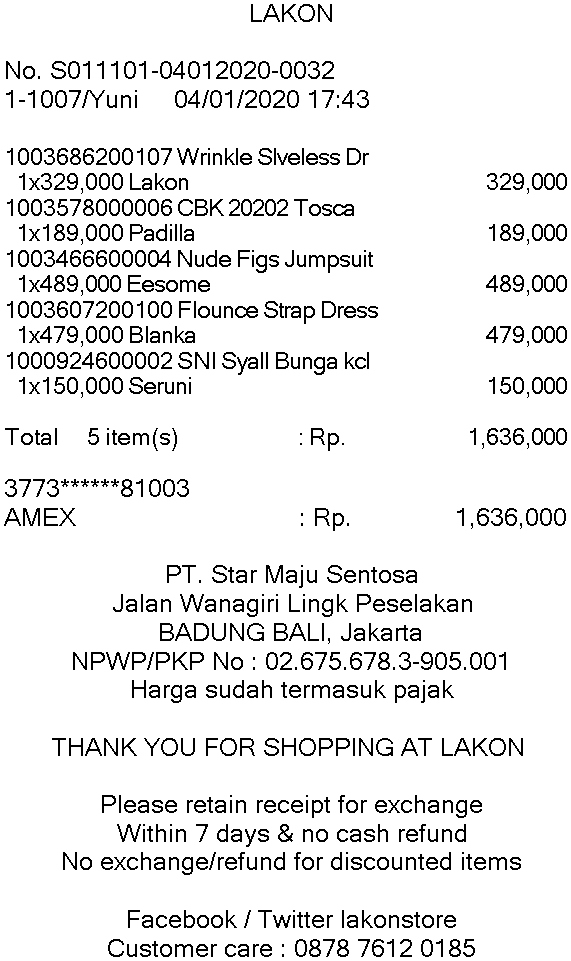 LAKON
No. S011101-04012020-0032
1-1007/Yuni 04/01/2020 17:43
1003686200107 Wrinkle Slveless Dr
1x329,000 Lakon 329,000
1003578000006 CBK 20202 Tosca
1x189,000 Padilla 189,000
1003466600004 Nude Figs Jumpsuit
1x489,000 Eesome 489,000
1003607200100 Flounce Strap Dress
1x479,000 Blanka 479,000
1000924600002 SNI Syall Bunga kcl
1x150,000 Seruni 150,000
Total 5 item(s) : Rp. 1,636,000
3773******81003
AMEX : Rp. 1,636,000
PT. Star Maju Sentosa
Jalan Wanagiri Lingk Peselakan
BADUNG BALI, Jakarta
NPWP/PKP No : 02.675.678.3-905.001
Harga sudah termasuk pajak
THANK YOU FOR SHOPPING AT LAKON
Please retain receipt for exchange
Within 7 days & no cash refund
No exchange/refund for discounted items
Facebook / Twitter lakonstore
Customer care : 0878 7612 0185